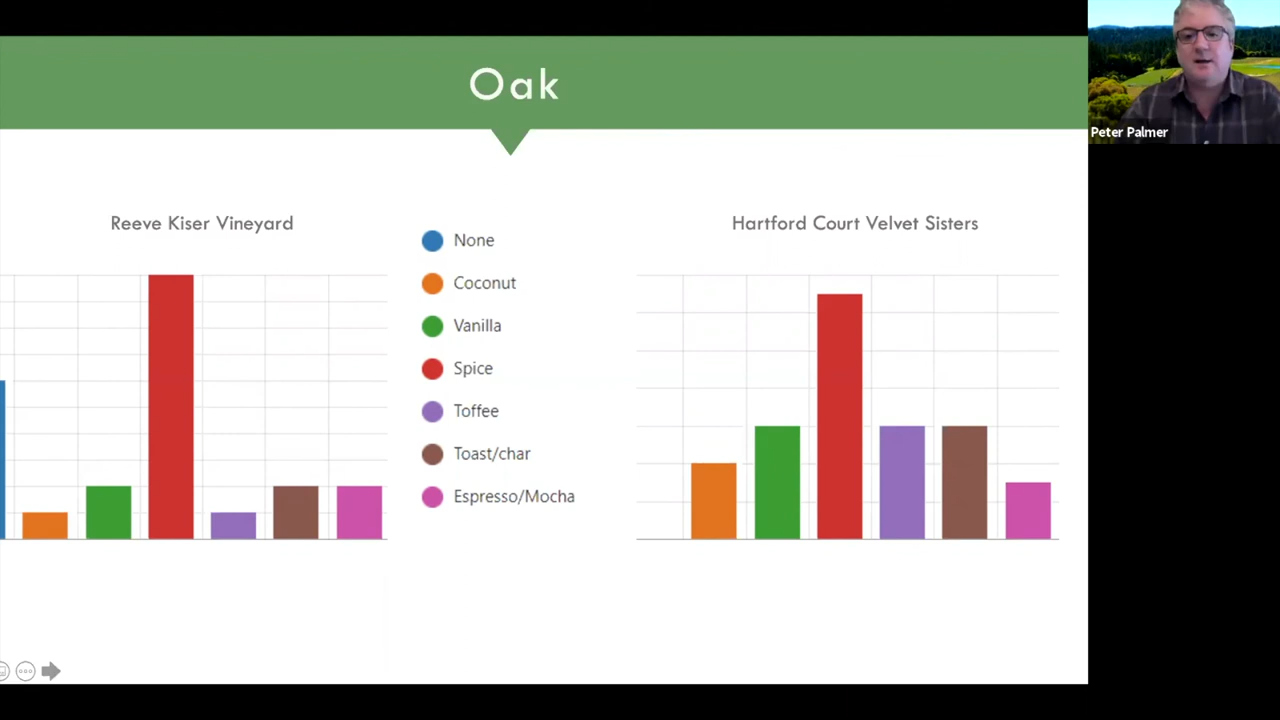 Oak
Peter Palmer
Reeve Kiser Vineyard
None
Coconut
Vanilla
Spice
Toffee
Toast/char
Espresso/Mocha
Hartford Court Velvet Sisters